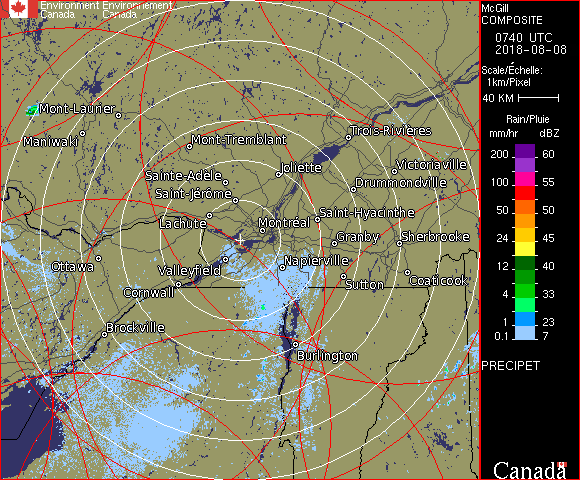 Environment Environnement
Canada Canada
Mont-Laurier
Maniwaki
Mont-Tremblant
Trois-Rivières
Sainte-Adèle
Joliette
Victoriaville
Saint-Jérôme
Drummondville
Lachute
Montréal
Saint-Hyacinthe
Granby
Sherbrooke
Ottawa
Valleyfield
Napierville
Cornwall
Sutton
Coaticook
Brockville
Burlington
McGill
COMPOSITE
0740 UTC
2018-08-08
Scale/Échelle:
1km/Pixel
40 KM
Rain/Pluie
mm/hr dBZ
200 60
100 55
50 50
24 45
12 40
4 33
1 23
0.1 7
PRECIPET
Canada